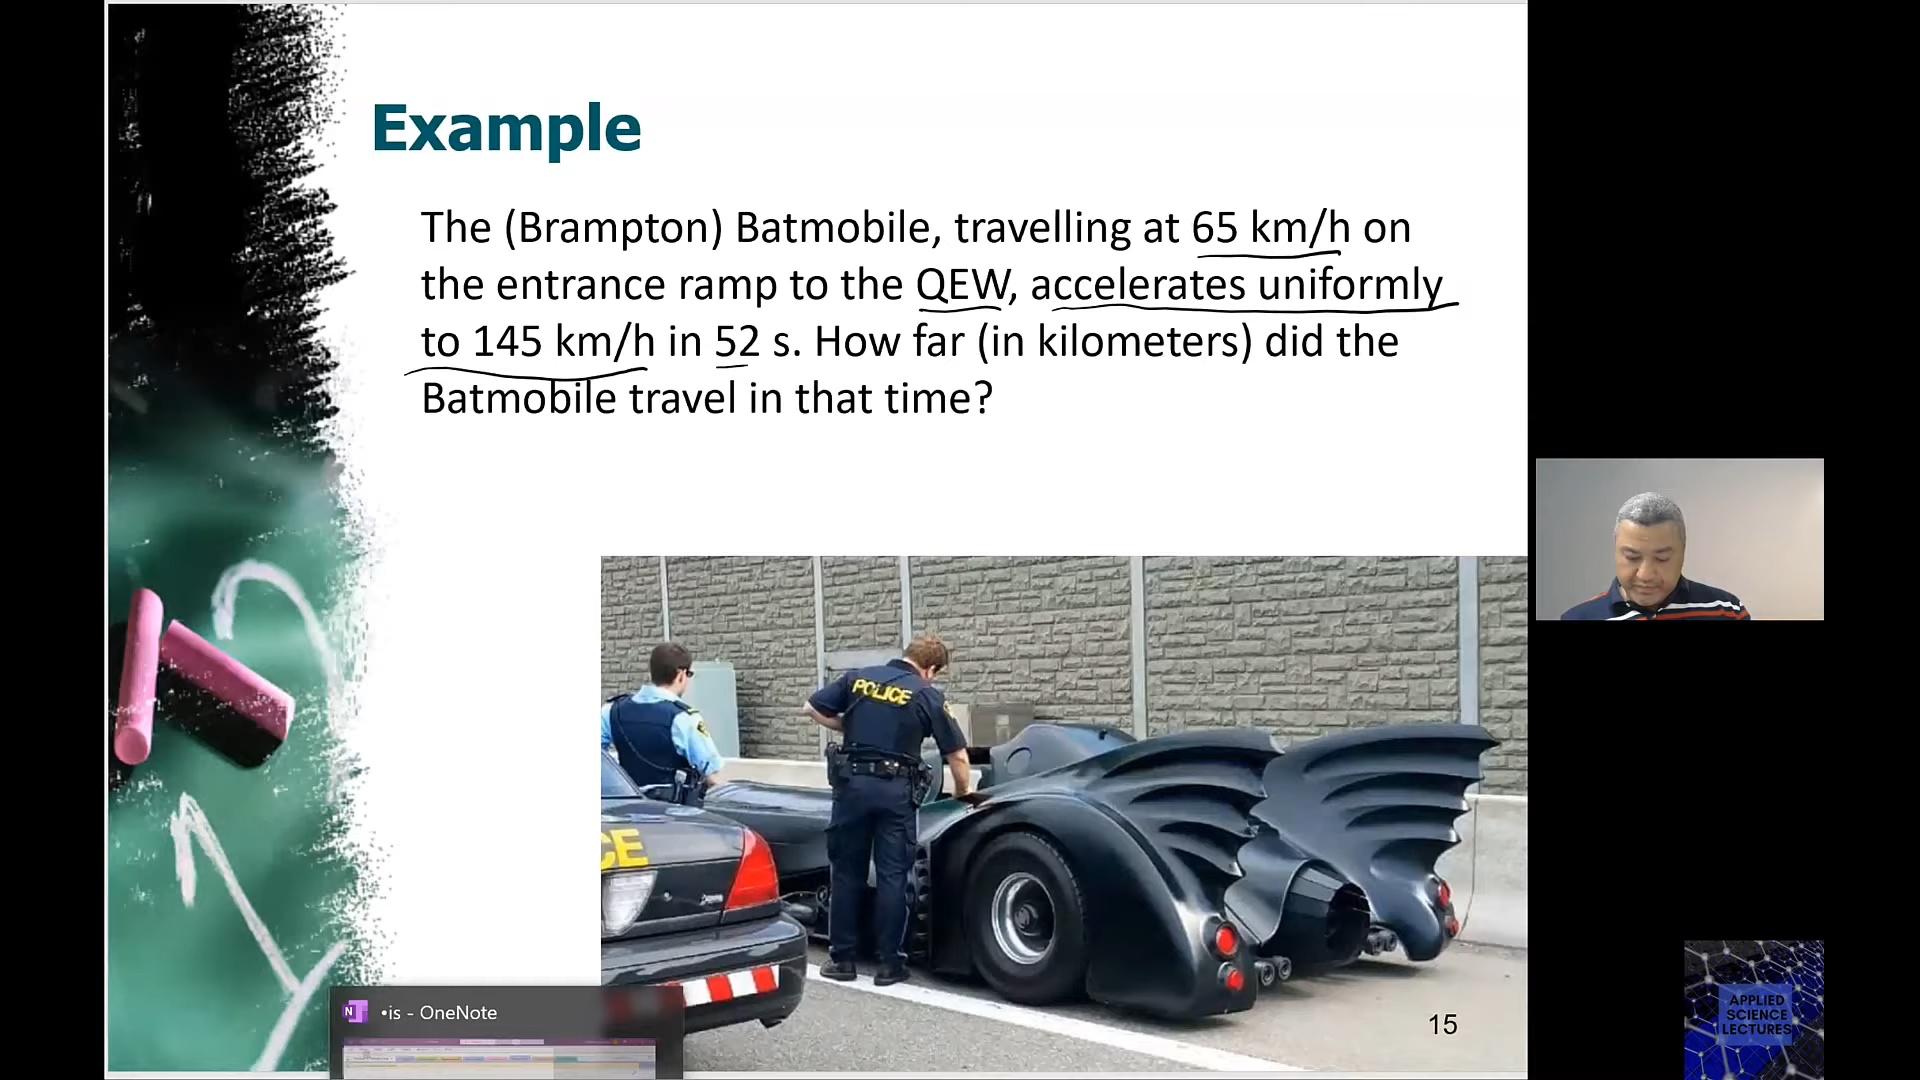 Example
The (Brampton) Batmobile, travelling at 65 km/h on
the entrance ramp to the QEW, accelerates uniformly
to 145 km/h in 52 s. How far (in kilometers) did the
Batmobile travel in that time?
POLICE
CE
•is - OneNote
15
APPLIED
SCIENCE
LECTURES